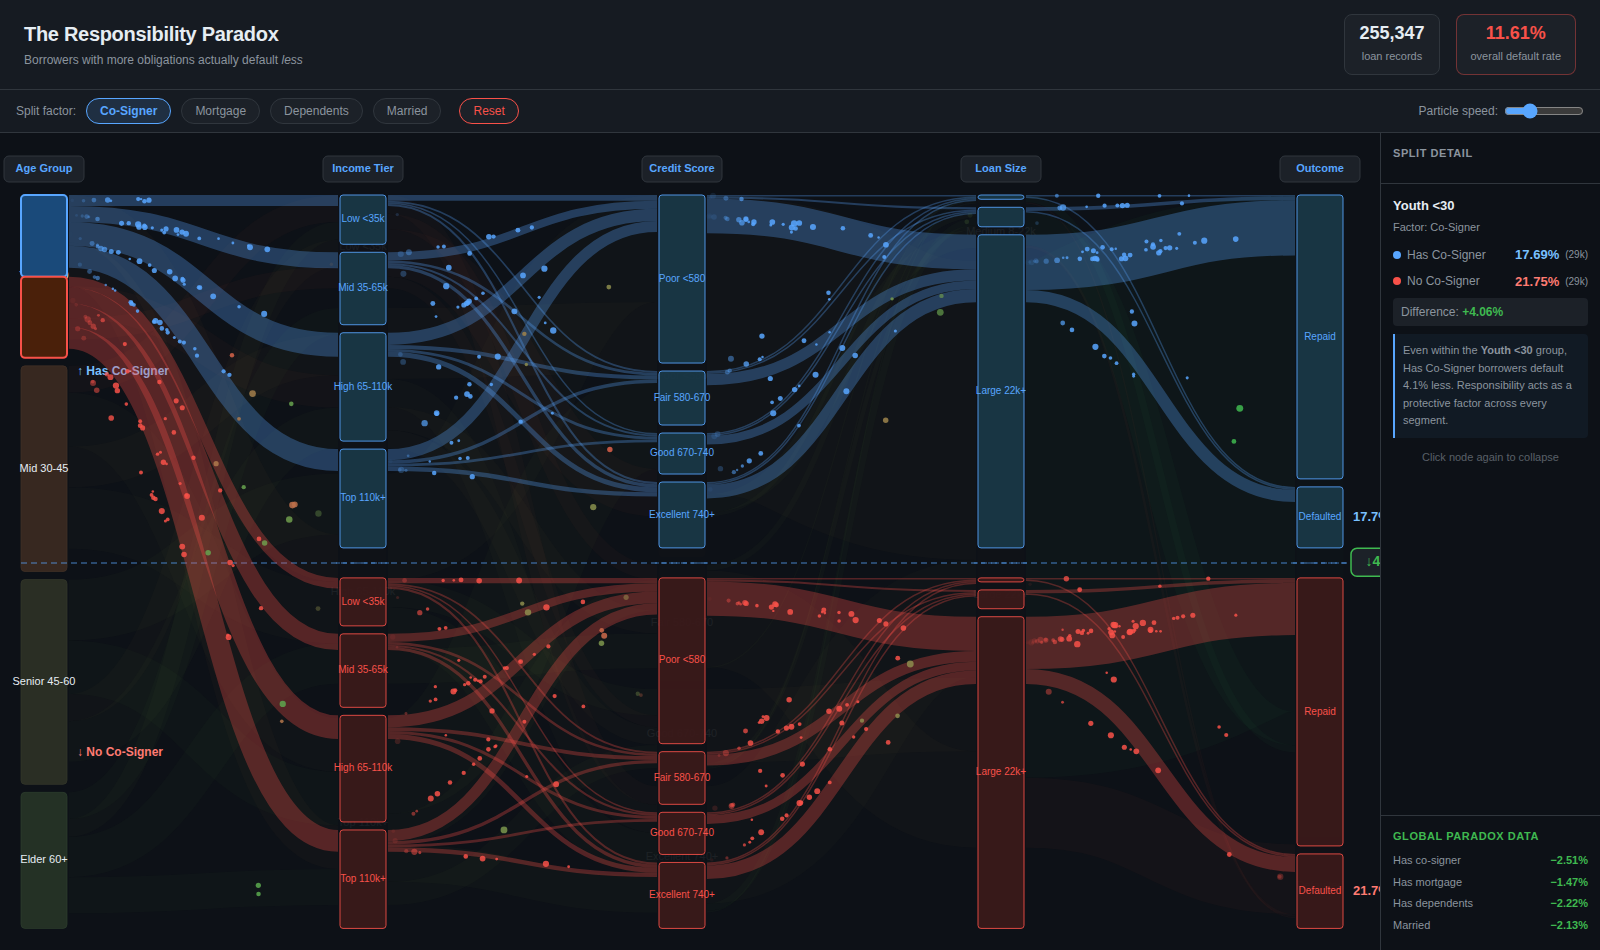 The Responsibility Paradox
Borrowers with more obligations actually default less
255,347
loan records
11.61%
overall default rate
Split factor:
Co-Signer
Mortgage
Dependents
Married
Reset
Particle speed:
Age Group
Income Tier
Credit Score
Loan Size
Outcome
↑ Has Co-Signer
Mid 30-45
Senior 45-60
↓ No Co-Signer
Elder 60+
Low <35k
Mid 35-65k
High 65-110k
Top 110k+
Poor <580
Fair 580-670
Good 670-740
Excellent 740+
Large 22k+
Repaid
Defaulted
17.7%
↓4
Low <35k
Mid 35-65k
High 65-110k
Top 110k+
Poor <580
Fair 580-670
Good 670-740
Excellent 740+
Large 22k+
Repaid
Defaulted
21.7%
SPLIT DETAIL
Youth <30
Factor: Co-Signer
Has Co-Signer 17.69% (29k)
No Co-Signer 21.75% (29k)
Difference: +4.06%
Even within the Youth <30 group,
Has Co-Signer borrowers default
4.1% less. Responsibility acts as a
protective factor across every
segment.
Click node again to collapse
GLOBAL PARADOX DATA
Has co-signer −2.51%
Has mortgage −1.47%
Has dependents −2.22%
Married −2.13%